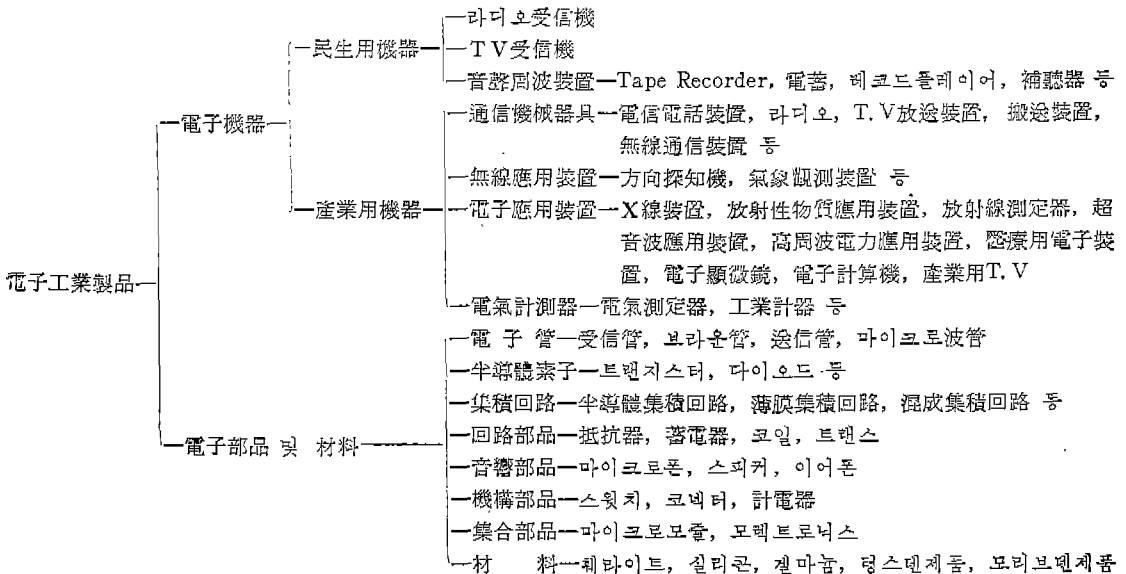 라디오受信機
民生用機器
TV受信機
音聲周波裝置 Tape Recorder, 電蓄, 레코드플레이어, 補聽器 등
電子機器
通信機械器具 電信電話裝置, 라디오, T.V放送裝置, 搬送裝置,
無線通信裝置 등
無線應用裝置 方向探知機, 氣象觀測裝置 등
産業用機器
電子應用裝置 X線裝置, 放射性物質應用裝置, 放射線測定器, 超
音波應用裝置, 高周波電力應用裝置, 醫療用電子裝
置, 電子顯微鏡, 電子計算機, 産業用T.V
電子工業製品
電氣計測器 電氣測定器, 工業計器 등
電子管 受信管, 브라운管, 送信管, 마이크로波管
半導體素子 트랜지스터, 다이오드 등
集積回路 半導體集積回路, 薄膜集積回路, 混成集積回路 등
電子部品 및 材料
回路部品 抵抗器, 蓄電器, 코일, 트랜스
音響部品 마이크로폰, 스피커, 이어폰
機構部品 스윗치, 코넥터, 計電器
集合部品 마이크로모쥴, 모렉트로닉스
材料 훼라이트, 실리콘, 겔마늄, 텅스텐제품, 모리브덴제품